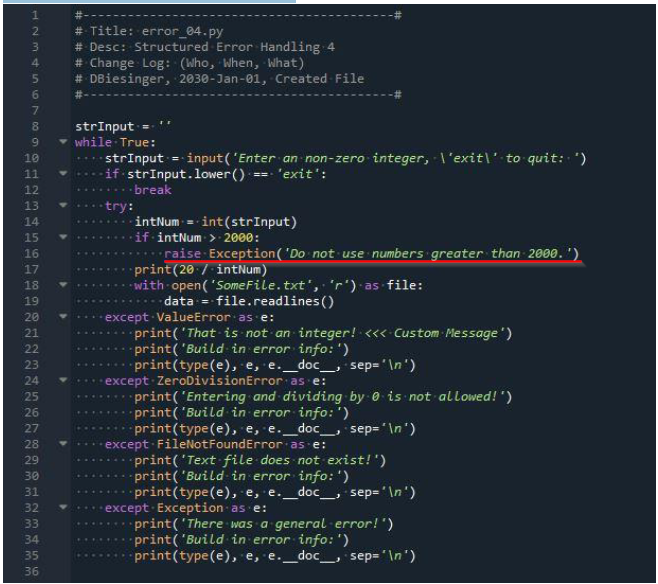 1 #------------------------------------------#
2 # Title: error_04.py
3 # Desc: Structured Error Handling 4
4 # Change Log: (Who, When, What)
5 # DBiesinger, 2030-Jan-01, Created File
6 #------------------------------------------#
7
8 strInput = ''
9 while True:
10     strInput = input('Enter an non-zero integer, \'exit\' to quit: ')
11     if strInput.lower() == 'exit':
12         break
13     try:
14         intNum = int(strInput)
15         if intNum > 2000:
16             raise Exception('Do not use numbers greater than 2000.')
17         print(20 / intNum)
18         with open('SomeFile.txt', 'r') as file:
19             data = file.readlines()
20     except ValueError as e:
21         print('That is not an integer! <<< Custom Message')
22         print('Build in error info:')
23         print(type(e), e, e.__doc__, sep='\n')
24     except ZeroDivisionError as e:
25         print('Entering and dividing by 0 is not allowed!')
26         print('Build in error info:')
27         print(type(e), e, e.__doc__, sep='\n')
28     except FileNotFoundError as e:
29         print('Text file does not exist!')
30         print('Build in error info:')
31         print(type(e), e, e.__doc__, sep='\n')
32     except Exception as e:
33         print('There was a general error!')
34         print('Build in error info:')
35         print(type(e), e, e.__doc__, sep='\n')
36